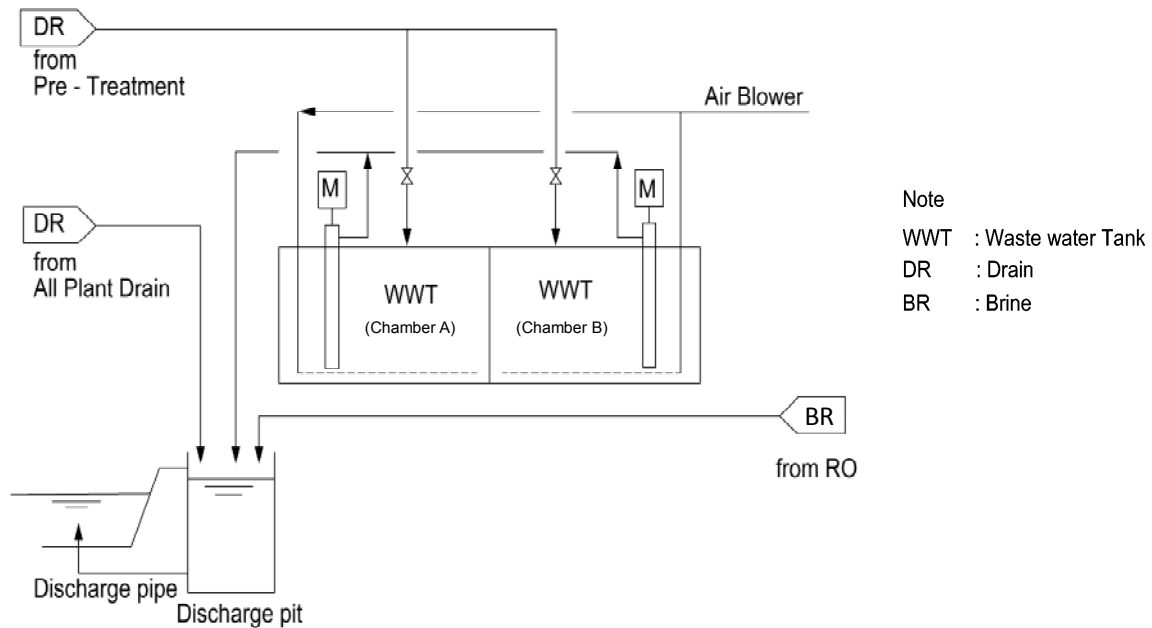 DR
from
Pre - Treatment
Air Blower
M
M
DR
from
All Plant Drain
WWT
(Chamber A)
WWT
(Chamber B)
Note
WWT : Waste water Tank
DR : Drain
BR : Brine
BR
from RO
Discharge pipe
Discharge pit